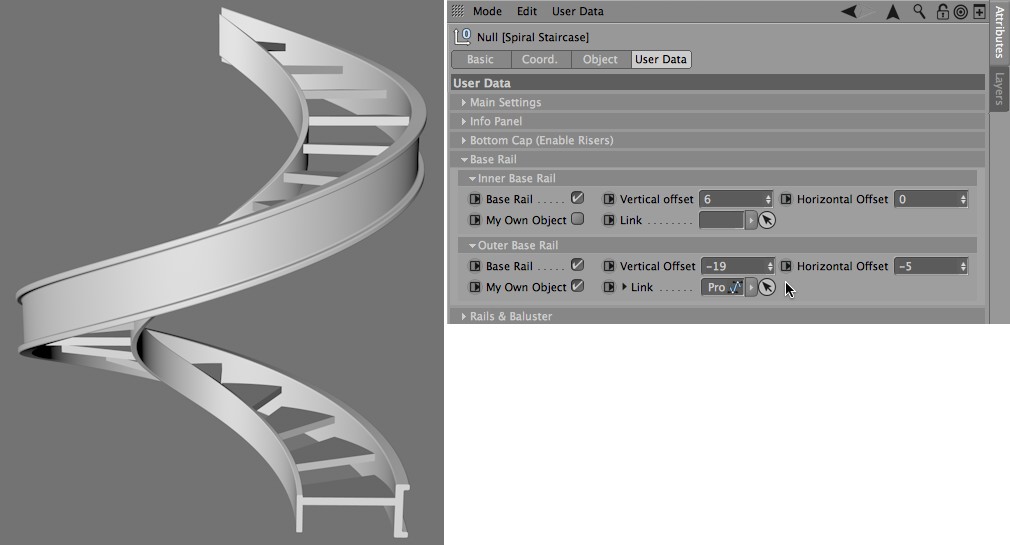 Mode Edit User Data
Null [Spiral Staircase]
Basic Coord. Object User Data
User Data
Main Settings
Info Panel
Bottom Cap (Enable Risers)
Base Rail
Inner Base Rail
Base Rail ..... Vertical offset 6 Horizontal Offset 0
My Own Object Link ........
Outer Base Rail
Base Rail ..... Vertical Offset -19 Horizontal Offset -5
My Own Object Link ...... Pro
Rails & Baluster
Attributes
Layers